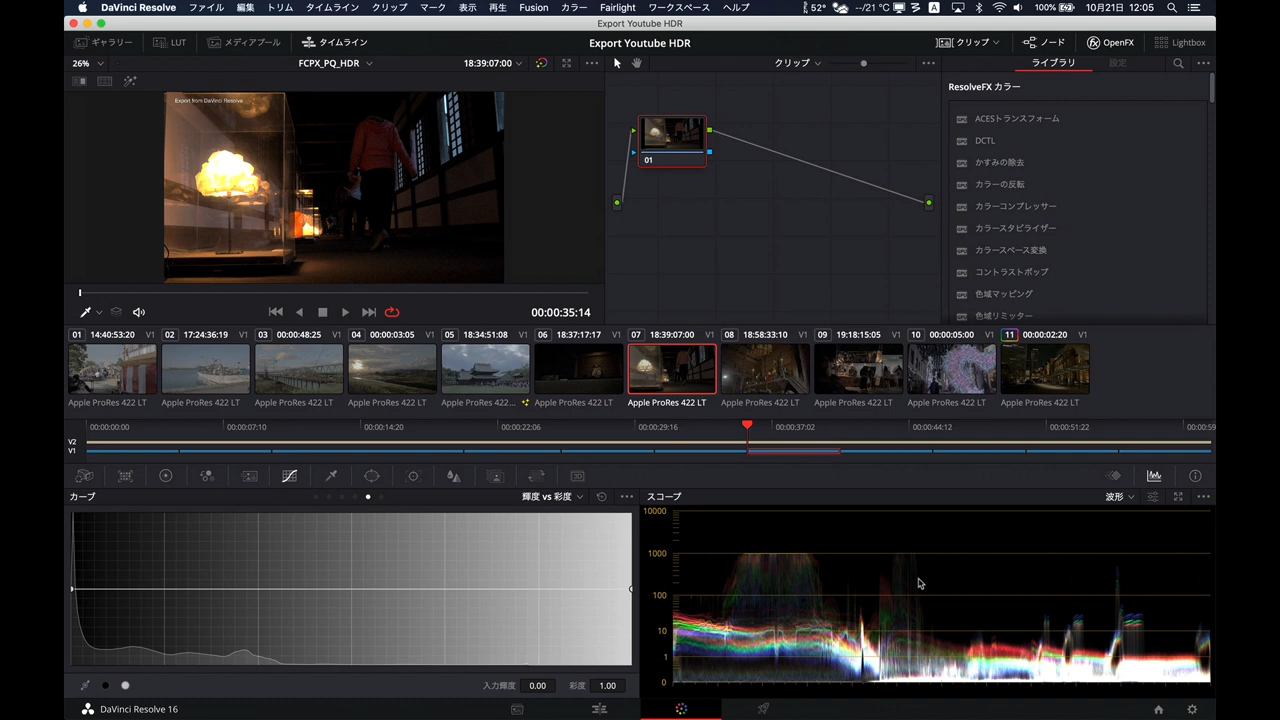 DaVinci Resolve ファイル 編集 トリム タイムライン クリップ マーク 表示 再生 Fusion カラー Fairlight ワークスペース ヘルプ 52° --/21 °C A 100% 10月21日 12:05
Export Youtube HDR
ギャラリー LUT メディアプール タイムライン Export Youtube HDR クリップ ノード OpenFX Lightbox
26% FCPX_PQ_HDR 18:39:07:00 クリップ ライブラリ 設定
ResolveFX カラー
Export from DaVinci Resolve
ACESトランスフォーム
DCTL
かすみの除去
カラーの反転
カラーコンプレッサー
カラースタビライザー
カラースペース変換
コントラストポップ
色域マッピング
色域リミッター
01
00:00:35:14
01 14:40:53:20 V1 02 17:24:36:19 V1 03 00:00:48:25 V1 04 00:00:03:05 V1 05 18:34:51:08 V1 06 18:37:17:17 V1 07 18:39:07:00 V1 08 18:58:33:10 V1 09 19:18:15:05 V1 10 00:00:05:00 V1 11 00:00:02:20 V1
Apple ProRes 422 LT Apple ProRes 422 LT Apple ProRes 422 LT Apple ProRes 422 LT Apple ProRes 422... Apple ProRes 422 LT Apple ProRes 422 LT Apple ProRes 422 LT Apple ProRes 422 LT Apple ProRes 422 LT Apple ProRes 422 LT
00:00:00:00 00:00:07:10 00:00:14:20 00:00:22:06 00:00:29:16 00:00:37:02 00:00:44:12 00:00:51:22 00:00:59
V2
V1
カーブ 輝度 vs 彩度 スコープ 波形
10000
1000
100
10
1
0
入力輝度 0.00 彩度 1.00
DaVinci Resolve 16